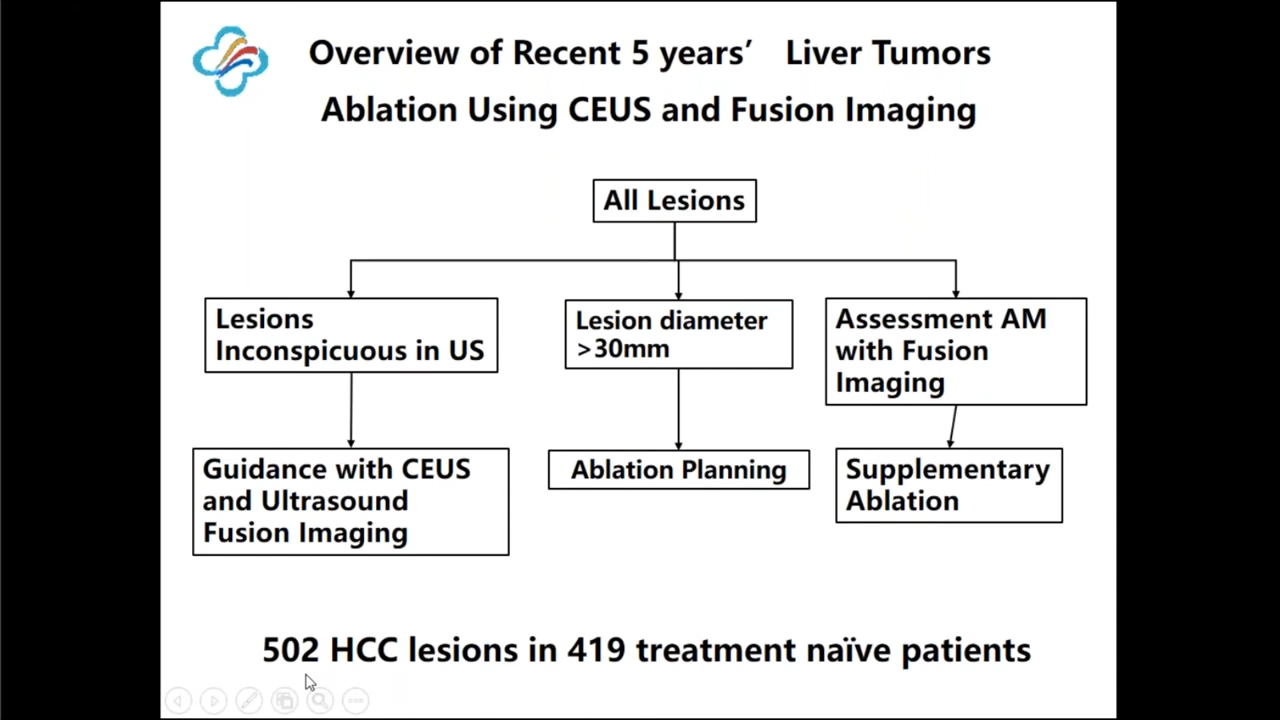 Overview of Recent 5 years’ Liver Tumors
Ablation Using CEUS and Fusion Imaging
All Lesions
Lesions
Inconspicuous in US
Lesion diameter
>30mm
Assessment AM
with Fusion
Imaging
Guidance with CEUS
and Ultrasound
Fusion Imaging
Ablation Planning
Supplementary
Ablation
502 HCC lesions in 419 treatment naïve patients